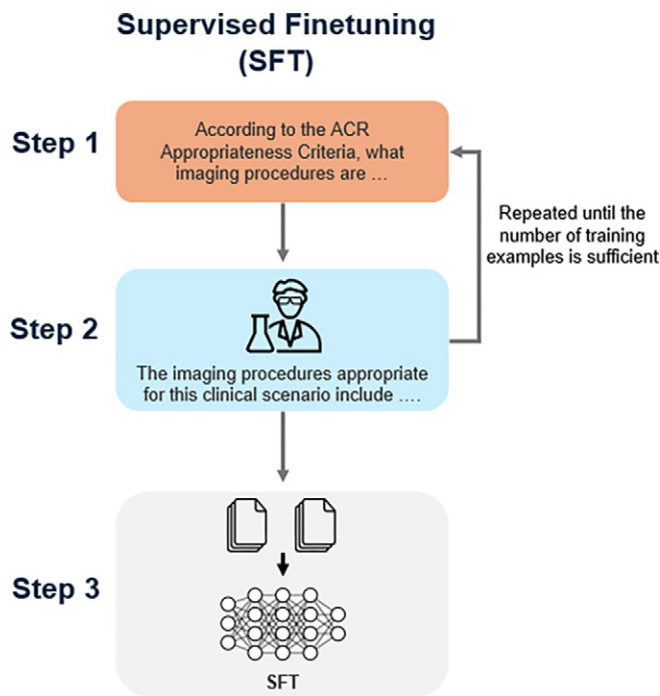 Supervised Finetuning
(SFT)
Step 1
According to the ACR
Appropriateness Criteria, what
imaging procedures are ...
Repeated until the
number of training
examples is sufficient
Step 2
The imaging procedures appropriate
for this clinical scenario include ....
Step 3
SFT